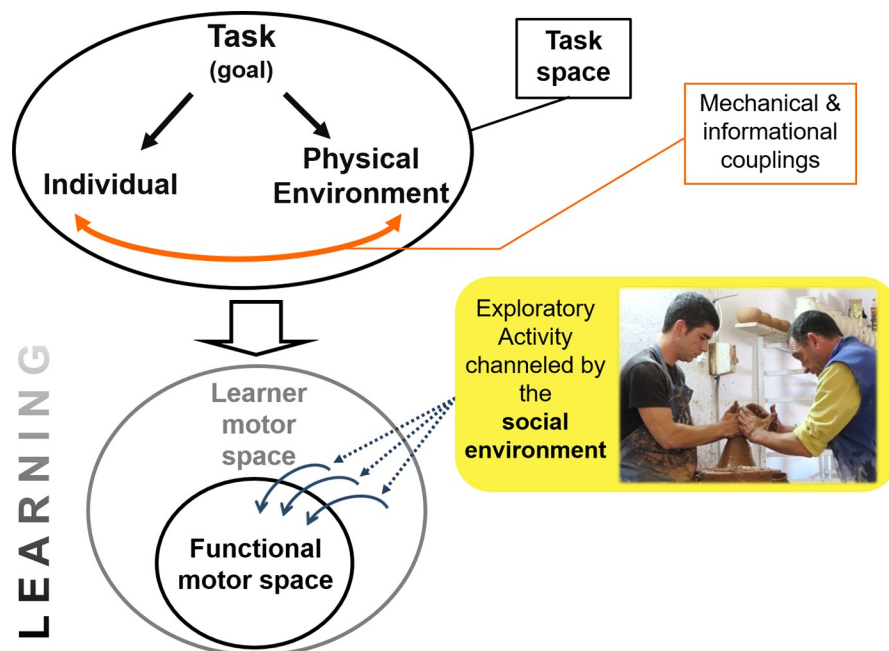 Task
(goal)
Individual
Physical
Environment
Task
space
Mechanical &
informational
couplings
Exploratory
Activity
channeled by
the
social
environment
LEARNING
Learner
motor
space
Functional
motor space